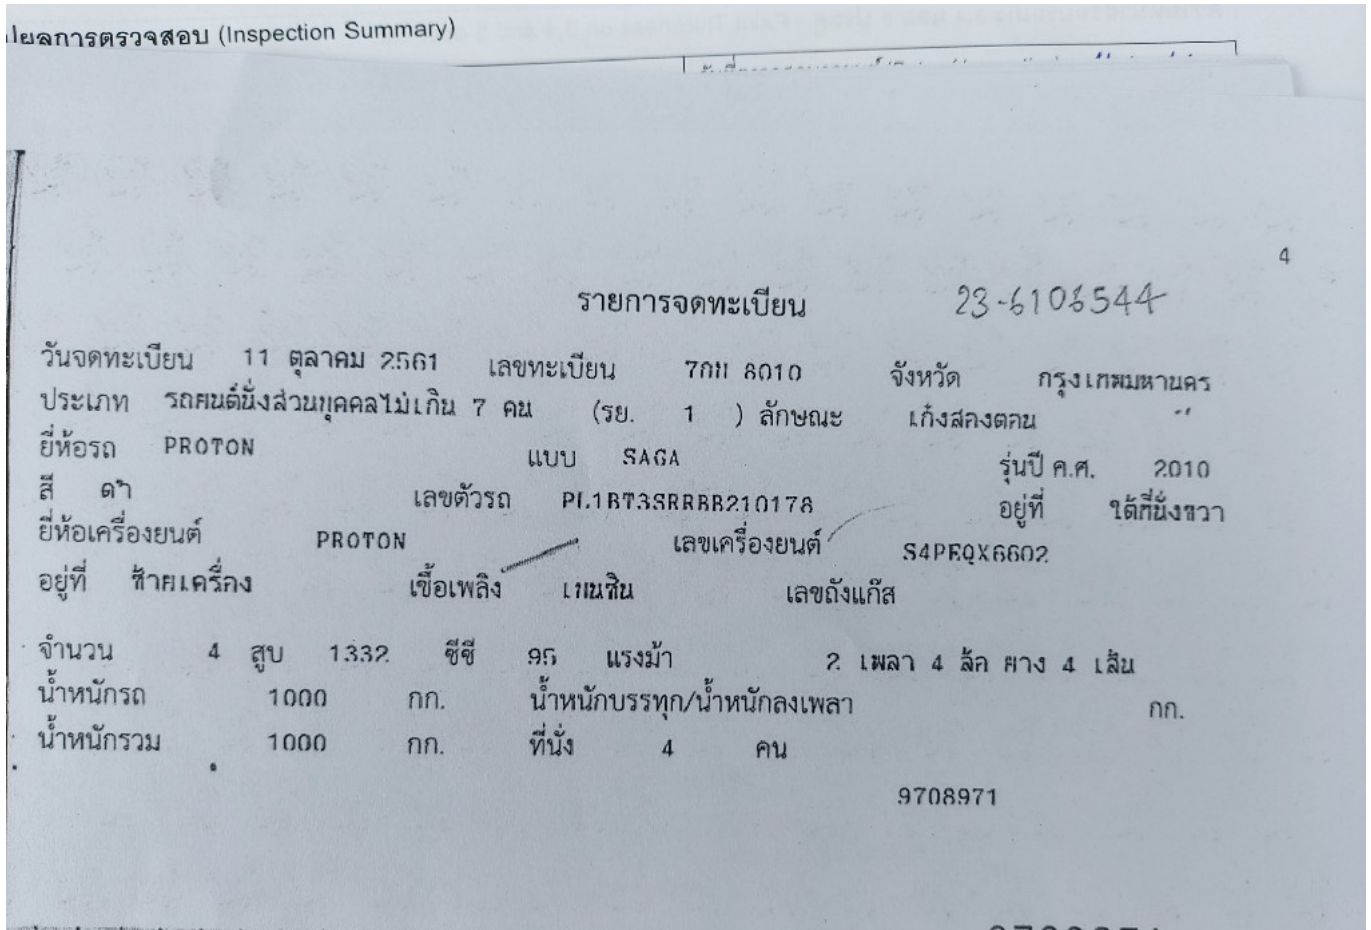 ผลการตรวจสอบ (Inspection Summary)
4
รายการจดทะเบียน 23-6106544
วันจดทะเบียน 11 ตุลาคม 2561 เลขทะเบียน 7กท 8010 จังหวัด กรุงเทพมหานคร
ประเภท รถยนต์นั่งส่วนบุคคลไม่เกิน 7 คน (รย. 1 ) ลักษณะ เก๋งสองตอน
ยี่ห้อรถ PROTON แบบ SAGA รุ่นปี ค.ศ. 2010
สี ดำ เลขตัวรถ PL1BT3SRRBB210178 อยู่ที่ ใต้ที่นั่งขวา
ยี่ห้อเครื่องยนต์ PROTON เลขเครื่องยนต์ S4PEQX6602
อยู่ที่ ซ้ายเครื่อง เชื้อเพลิง เบนซิน เลขถังแก๊ส
จำนวน 4 สูบ 1332 ซีซี 95 แรงม้า 2 เพลา 4 ล้อ ยาง 4 เส้น
น้ำหนักรถ 1000 กก. น้ำหนักบรรทุก/น้ำหนักลงเพลา กก.
น้ำหนักรวม 1000 กก. ที่นั่ง 4 คน
9708971